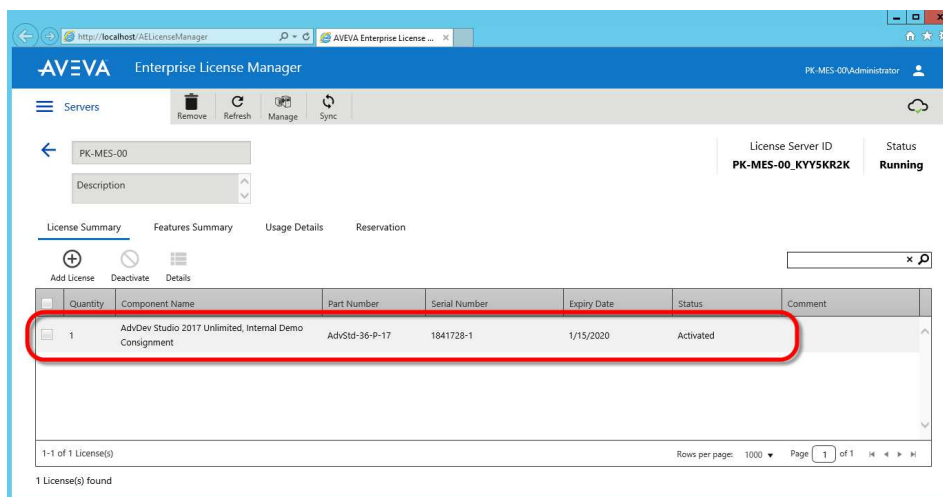 http://localhost/AELicenseManager
AVEVA Enterprise License ...
AVEVA
Enterprise License Manager
PK-MES-00\Administrator
Servers
Remove
Refresh
Manage
Sync
PK-MES-00
License Server ID
Status
PK-MES-00_KYY5KR2K
Running
Description
License Summary
Features Summary
Usage Details
Reservation
Add License
Deactivate
Details
Quantity
Component Name
Part Number
Serial Number
Expiry Date
Status
Comment
1
AdvDev Studio 2017 Unlimited, Internal Demo
Consignment
AdvStd-36-P-17
1841728-1
1/15/2020
Activated
1-1 of 1 License(s)
Rows per page: 1000
Page 1 of 1
1 License(s) found